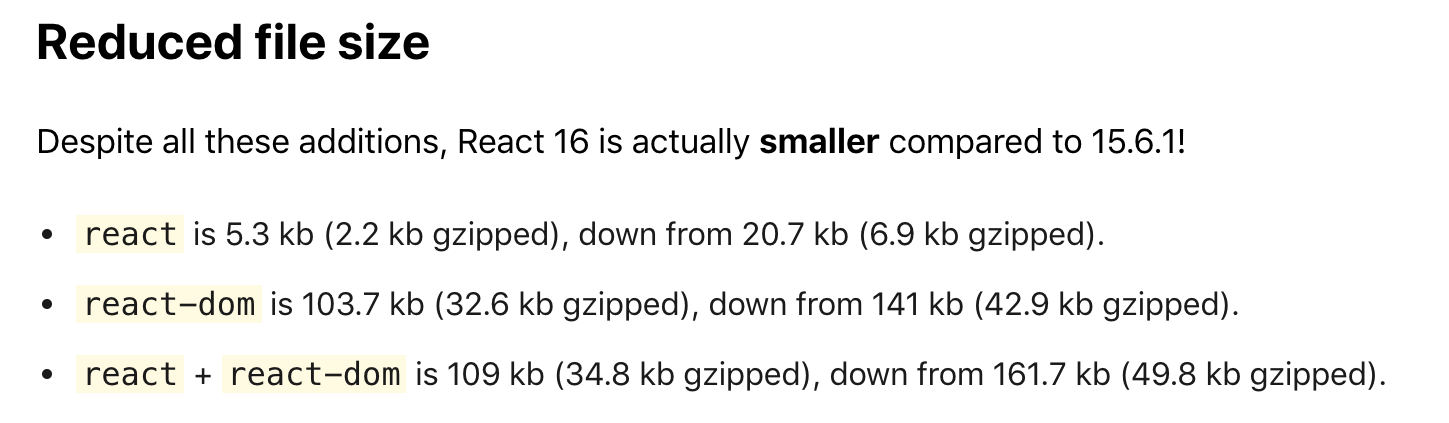 Reduced file size
Despite all these additions, React 16 is actually smaller compared to 15.6.1!
• react is 5.3 kb (2.2 kb gzipped), down from 20.7 kb (6.9 kb gzipped).
• react-dom is 103.7 kb (32.6 kb gzipped), down from 141 kb (42.9 kb gzipped).
• react + react-dom is 109 kb (34.8 kb gzipped), down from 161.7 kb (49.8 kb gzipped).